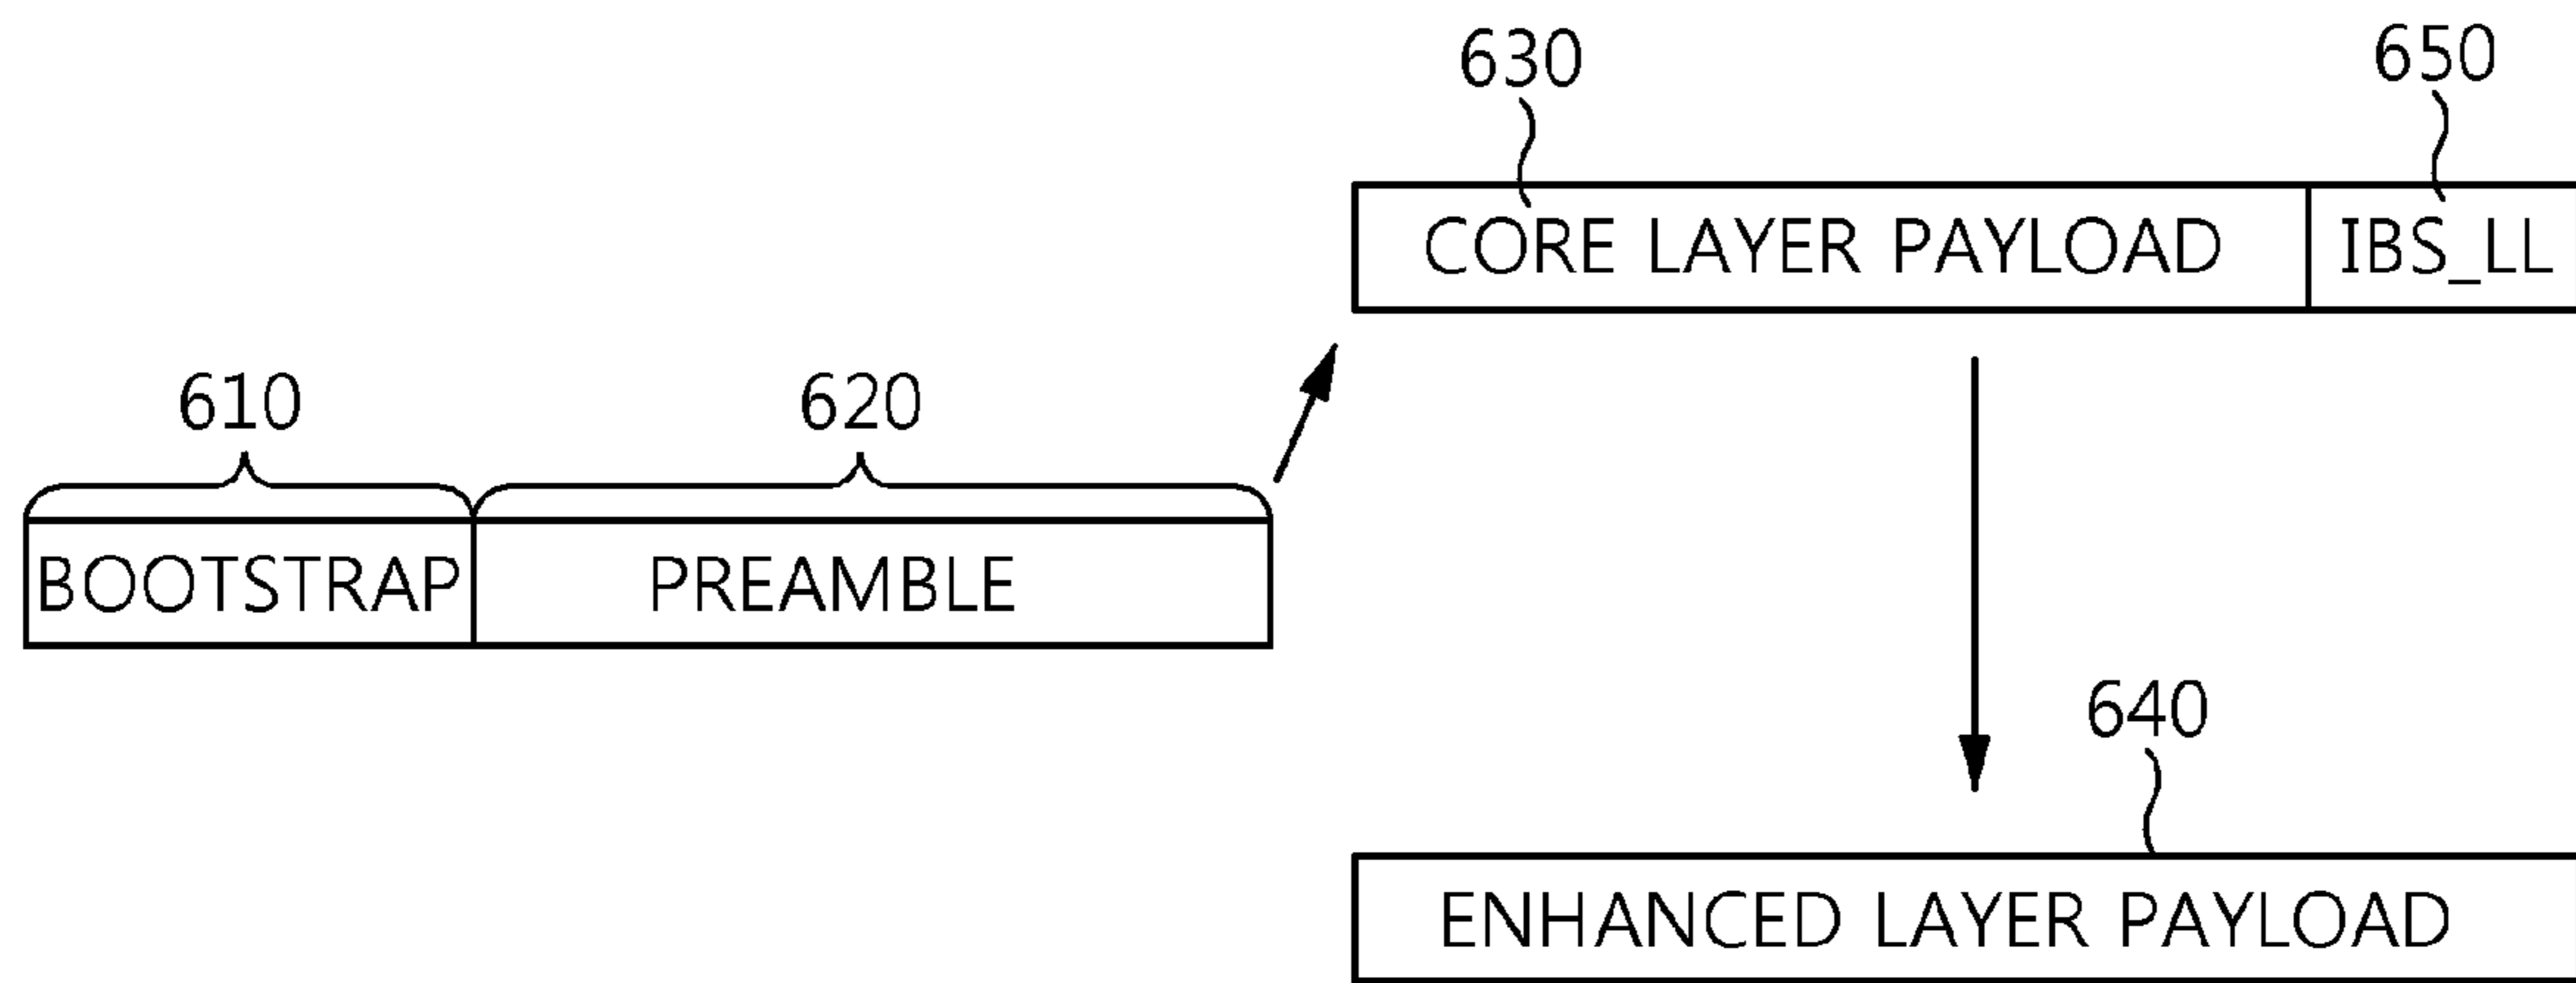 630
650
CORE LAYER PAYLOAD
IBS_LL
610
620
BOOTSTRAP
PREAMBLE
640
ENHANCED LAYER PAYLOAD